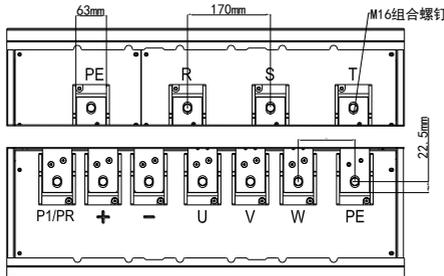 63mm
170mm
M16组合螺钉
PE R S T
22.5mm
P1/PR + - U V W PE